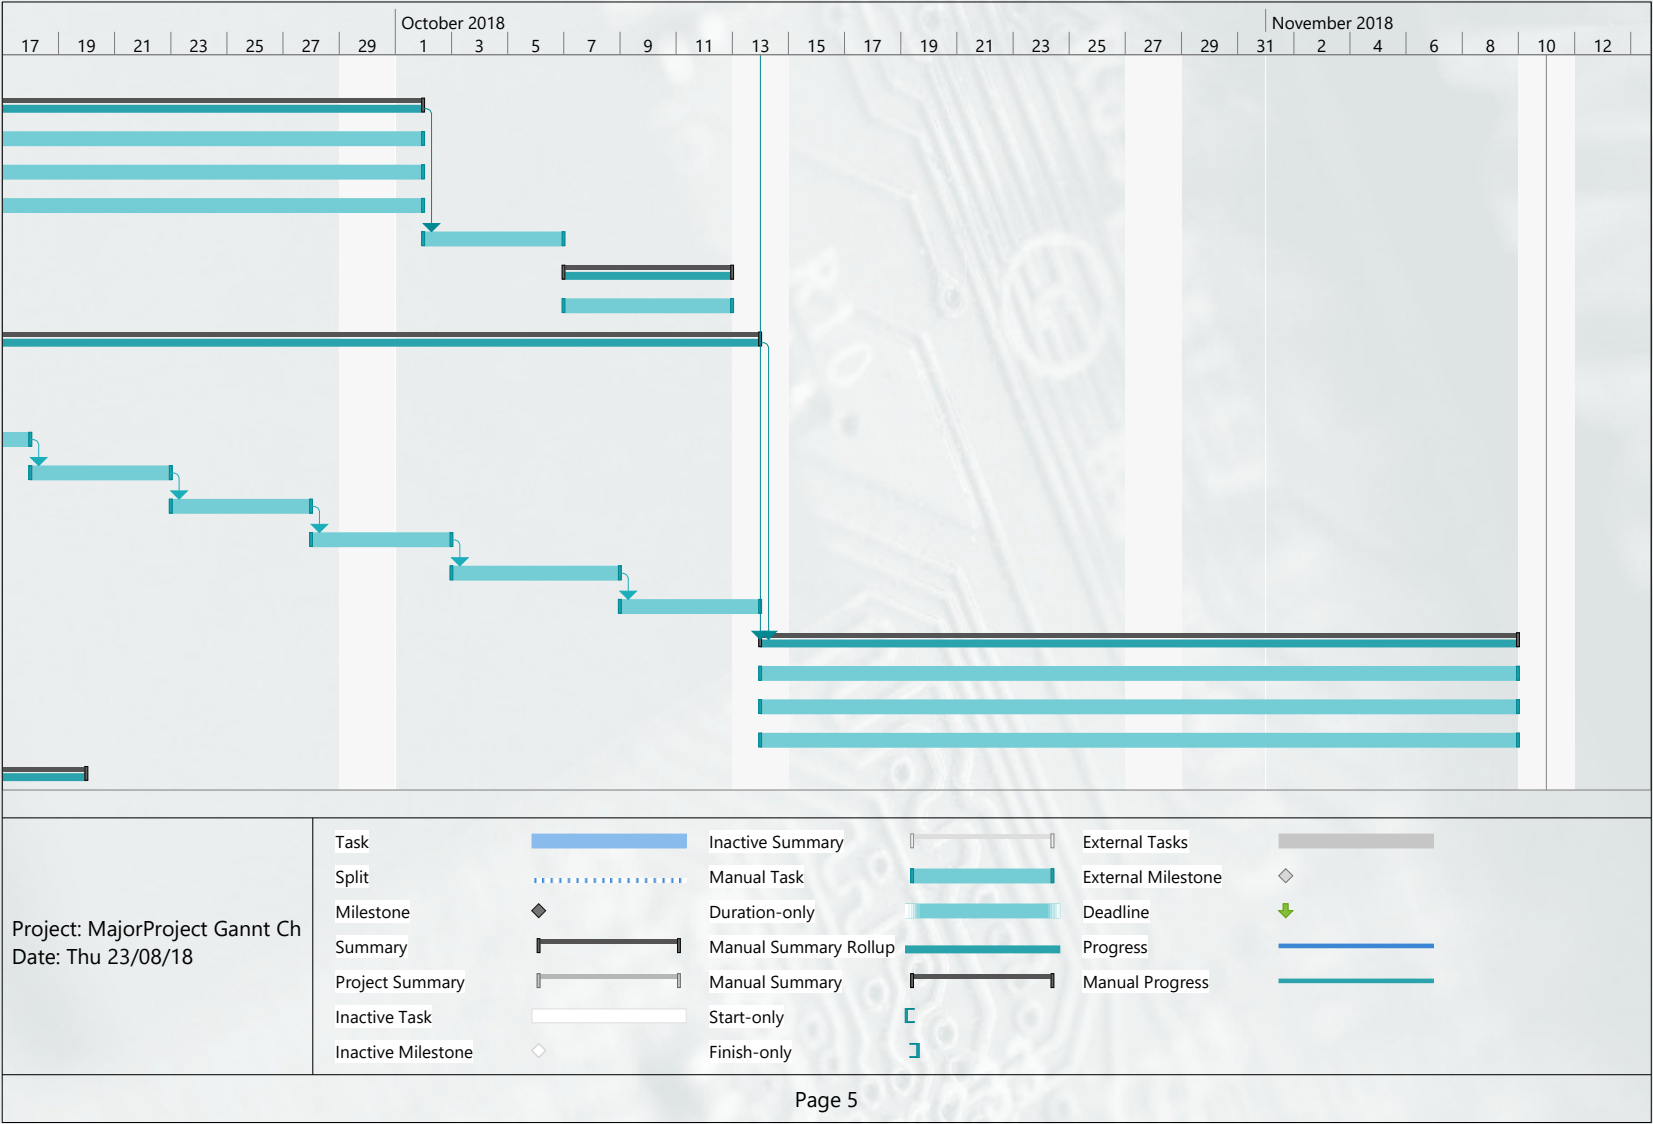 October 2018 November 2018
17 19 21 23 25 27 29 1 3 5 7 9 11 13 15 17 19 21 23 25 27 29 31 2 4 6 8 10 12
Task Inactive Summary External Tasks
Split Manual Task External Milestone
Milestone Duration-only Deadline
Summary Manual Summary Rollup Progress
Project Summary Manual Summary Manual Progress
Inactive Task Start-only
Inactive Milestone Finish-only
Project: MajorProject Gannt Ch
Date: Thu 23/08/18
Page 5